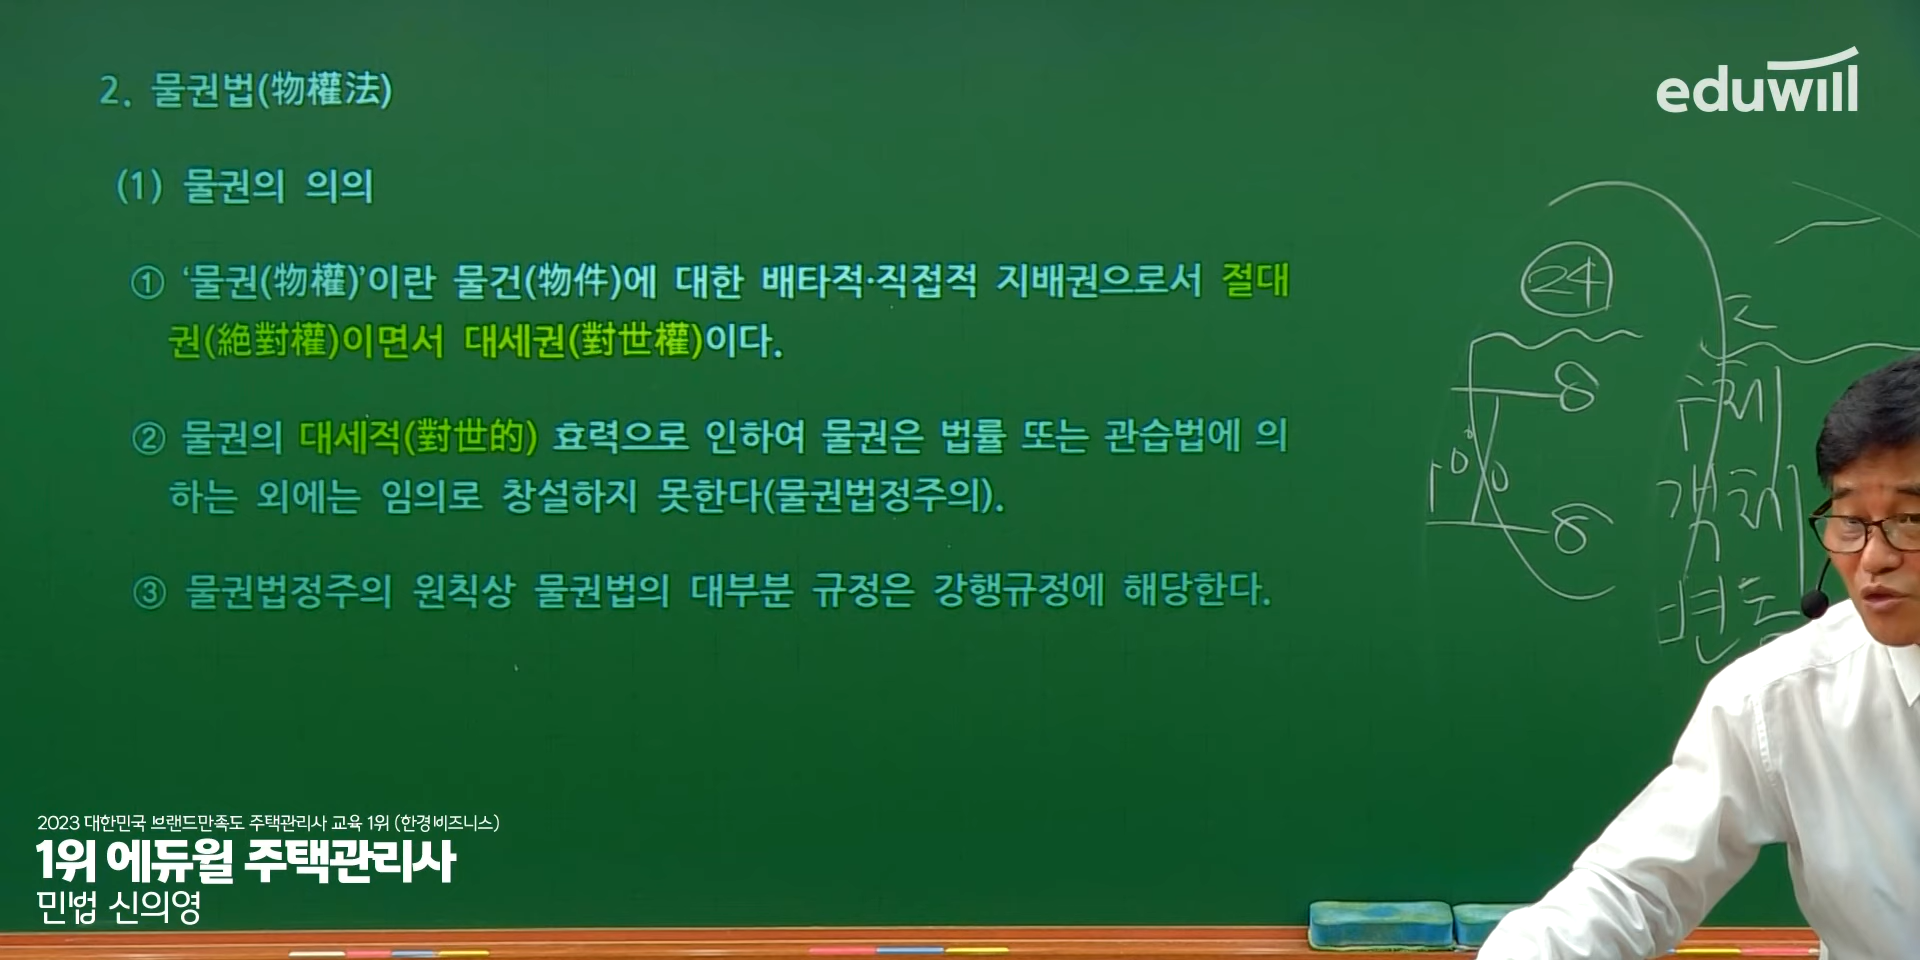 eduwill
2. 물권법(物權法)
(1) 물권의 의의
① ‘물권(物權)’이란 물건(物件)에 대한 배타적·직접적 지배권으로서 절대
권(絶對權)이면서 대세권(對世權)이다.
② 물권의 대세적(對世的) 효력으로 인하여 물권은 법률 또는 관습법에 의
하는 외에는 임의로 창설하지 못한다(물권법정주의).
③ 물권법정주의 원칙상 물권법의 대부분 규정은 강행규정에 해당한다.
24
8
8
주체
객체
변동
2023 대한민국 브랜드만족도 주택관리사 교육 1위 (한경비즈니스)
1위 에듀윌 주택관리사
민법 신의영